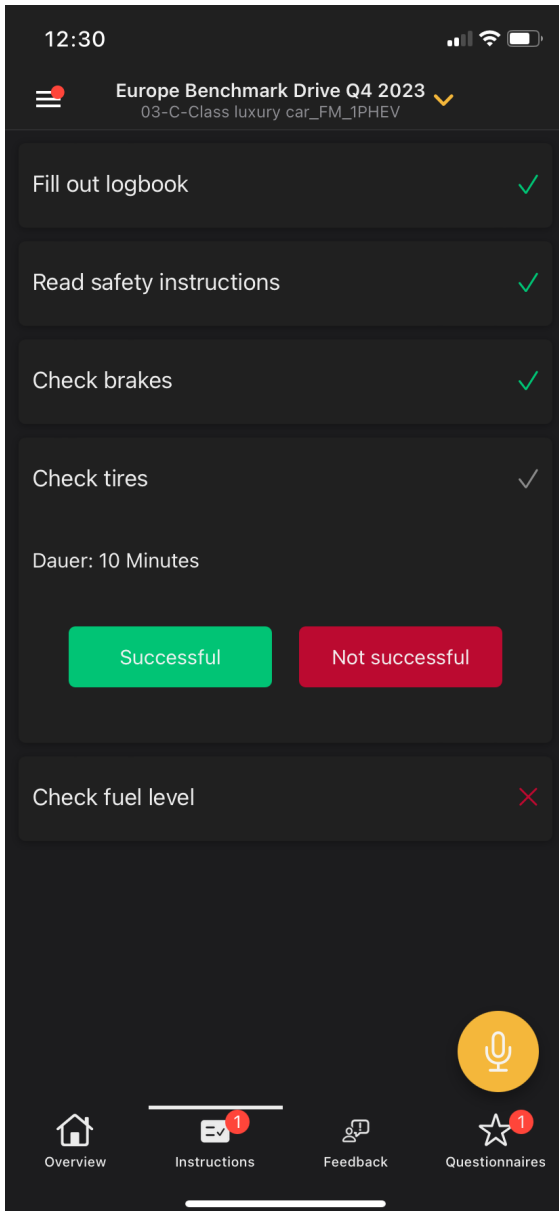 12:30
Europe Benchmark Drive Q4 2023
03-C-Class luxury car_FM_1PHEV
Fill out logbook
Read safety instructions
Check brakes
Check tires
Dauer: 10 Minutes
Successful
Not successful
Check fuel level
1
1
Overview
Instructions
Feedback
Questionnaires